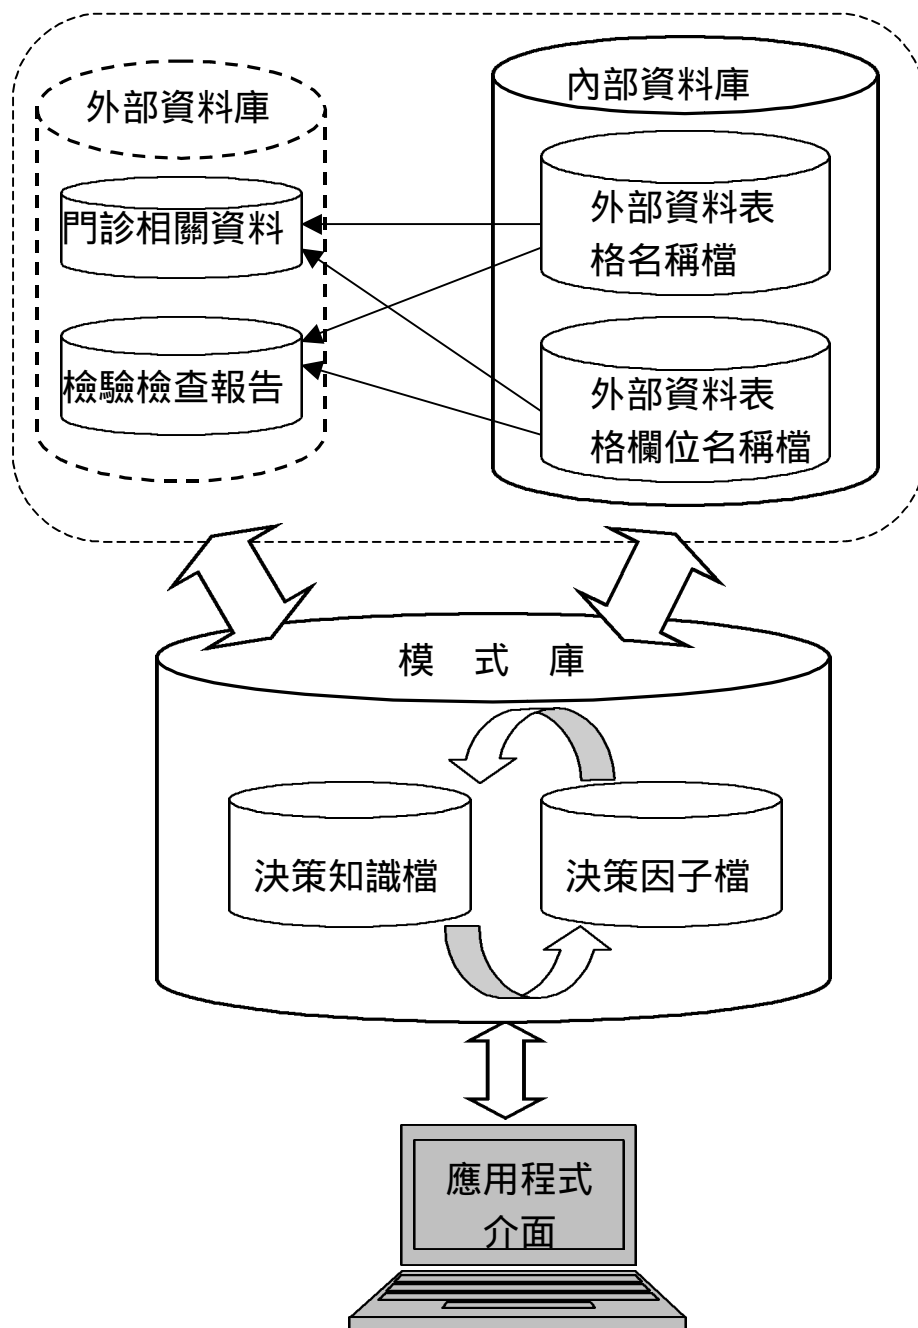 外部資料庫
門診相關資料
檢驗檢查報告
內部資料庫
外部資料表
格名稱檔
外部資料表
格欄位名稱檔
模 式 庫
決策知識檔
決策因子檔
應用程式
介面